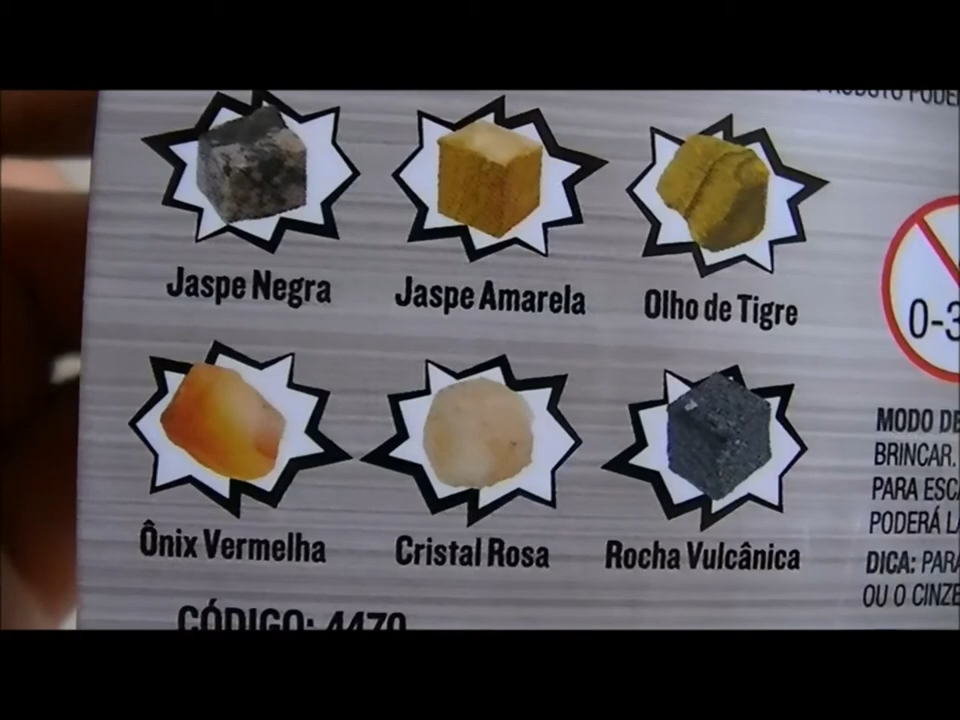 PRODUTO PODE
Jaspe Negra
Jaspe Amarela
Olho de Tigre
0-3
Ônix Vermelha
Cristal Rosa
Rocha Vulcânica
MODO DE
BRINCAR.
PARA ESC
PODERÁ LA
DICA: PARA
OU O CINZE
CÓDIGO: 4470